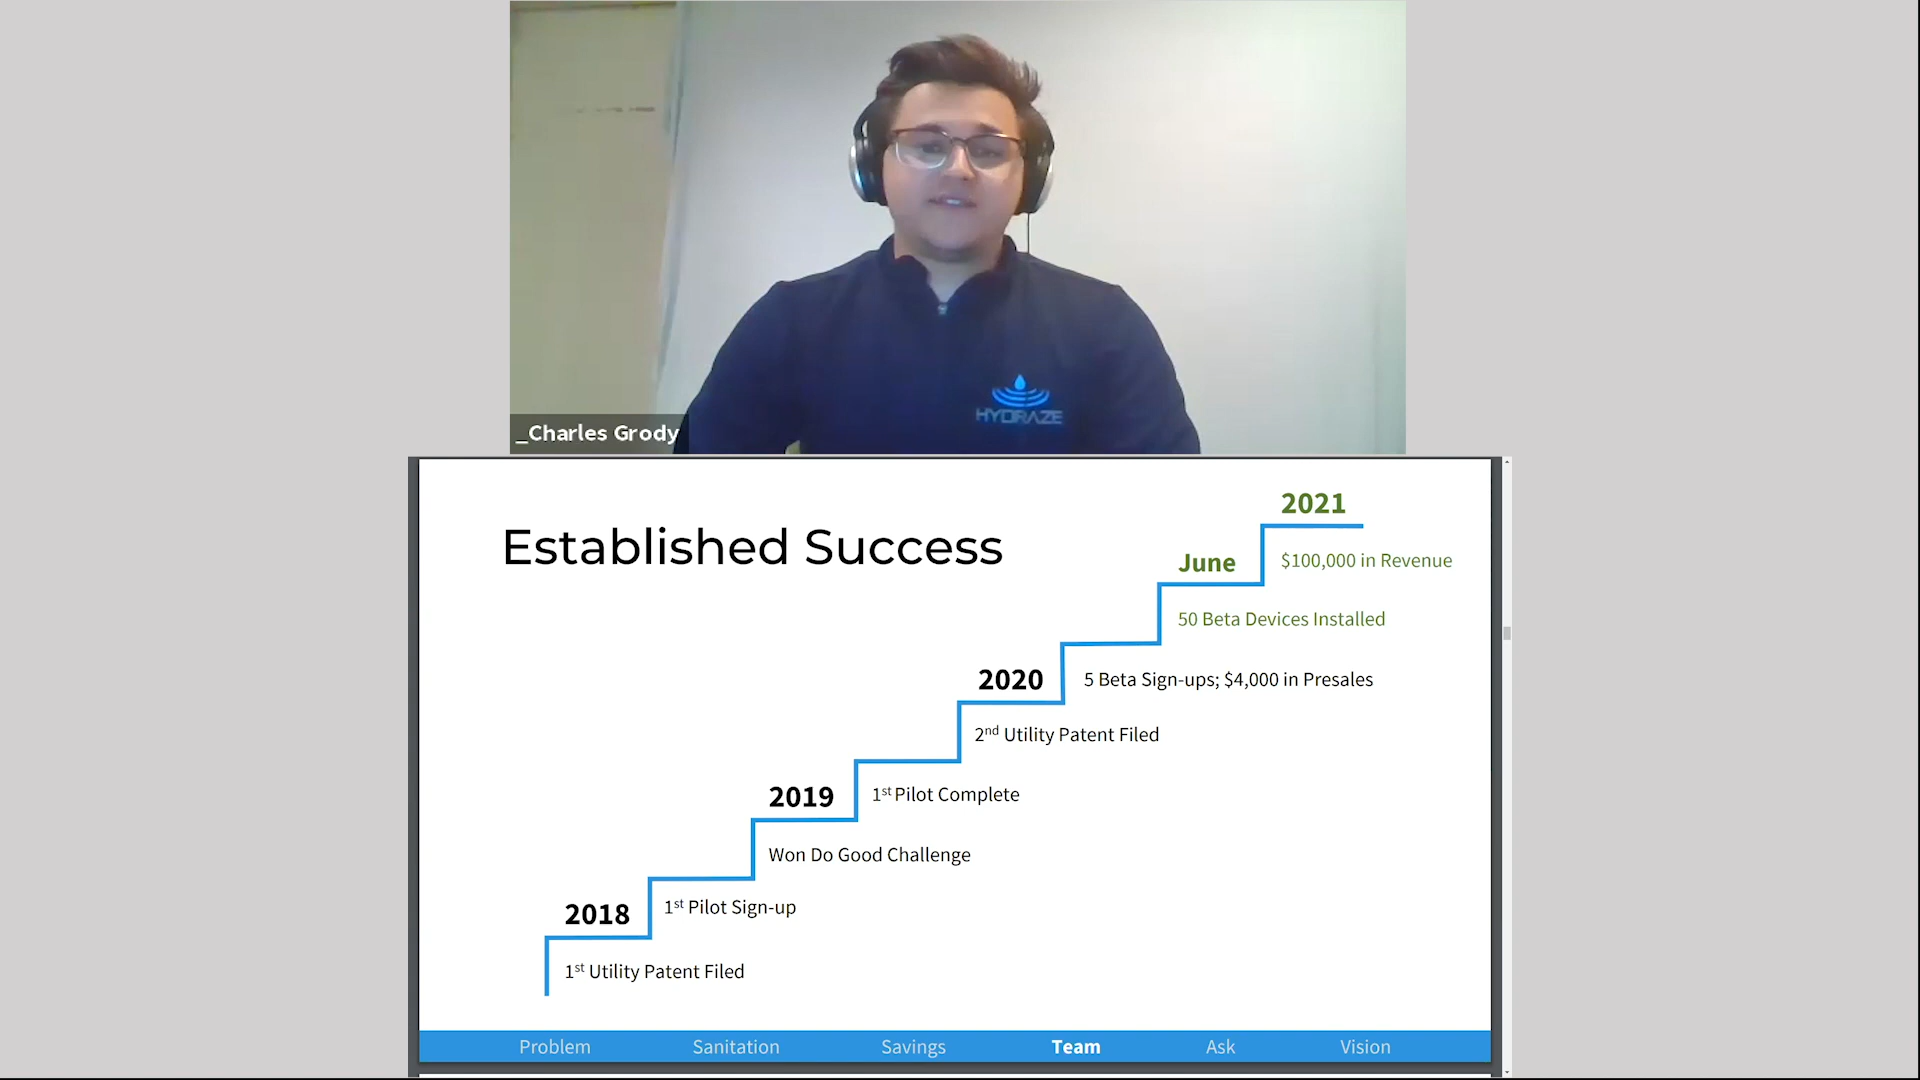 HYDRAZE
_Charles Grody
2021
Established Success
June
$100,000 in Revenue
50 Beta Devices Installed
2020
5 Beta Sign-ups; $4,000 in Presales
2nd Utility Patent Filed
2019
1st Pilot Complete
Won Do Good Challenge
2018
1st Pilot Sign-up
1st Utility Patent Filed
Problem Sanitation Savings Team Ask Vision